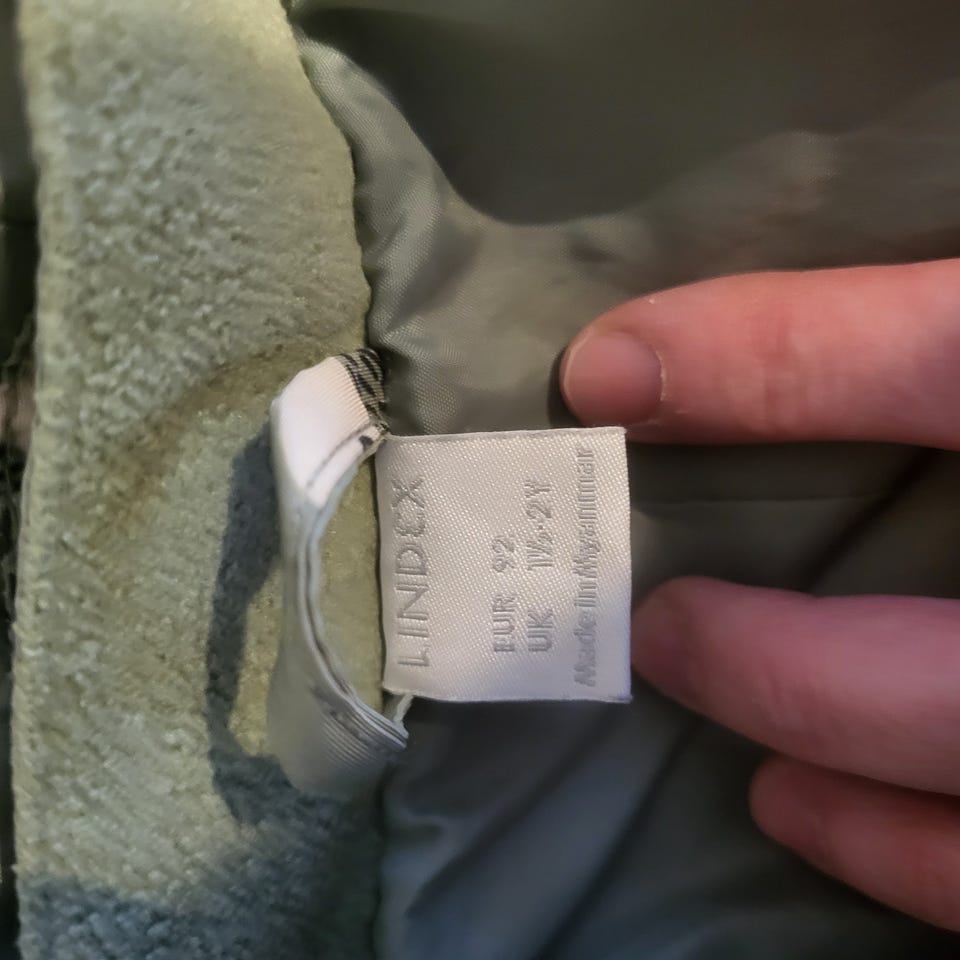 LINDEX
EUR 92
UK 1½-2Y
Made in Myanmar